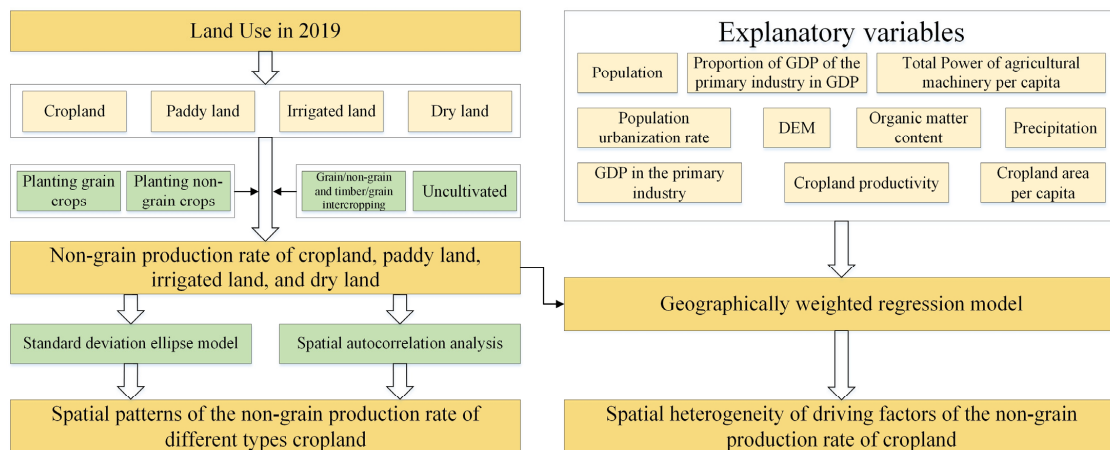 Land Use in 2019
Cropland
Paddy land
Irrigated land
Dry land
Planting grain
crops
Planting non-
grain crops
Grain/non-grain
and timber/grain
intercropping
Uncultivated
Non-grain production rate of cropland, paddy land,
irrigated land, and dry land
Standard deviation ellipse model
Spatial autocorrelation analysis
Spatial patterns of the non-grain production rate of
different types cropland
Explanatory variables
Population
Proportion of GDP of the
primary industry in GDP
Total Power of agricultural
machinery per capita
Population
urbanization rate
DEM
Organic matter
content
Precipitation
GDP in the primary
industry
Cropland productivity
Cropland area
per capita
Geographically weighted regression model
Spatial heterogeneity of driving factors of the non-grain
production rate of cropland